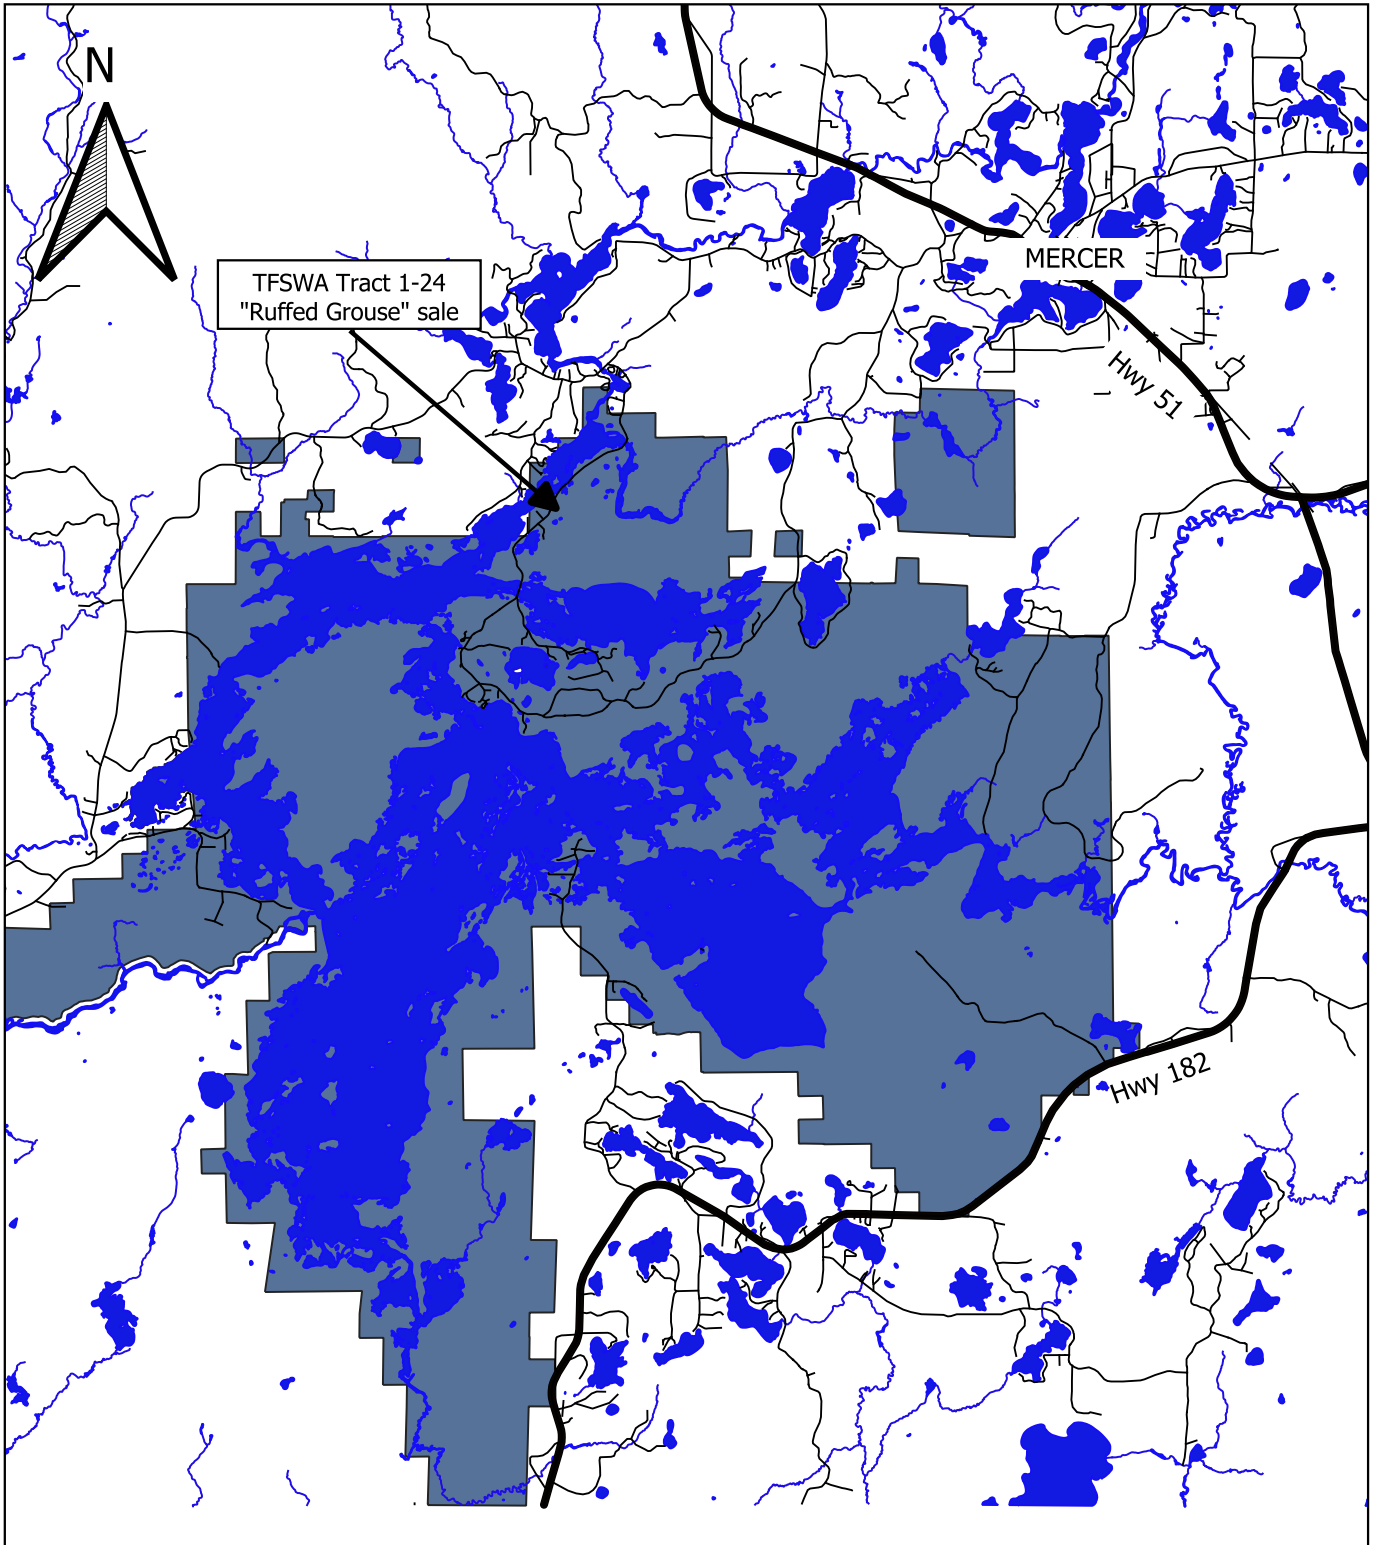 N
MERCER
TFSWA Tract 1-24
"Ruffed Grouse" sale
Hwy 51
Hwy 182